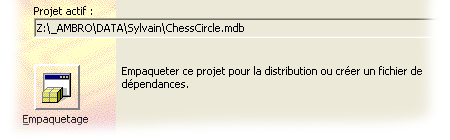 Projet actif :
Z:\_AMBRO\DATA\Sylvain\ChessCircle.mdb
Empaqueter ce projet pour la distribution ou créer un fichier de
dépendances.
Empaquetage